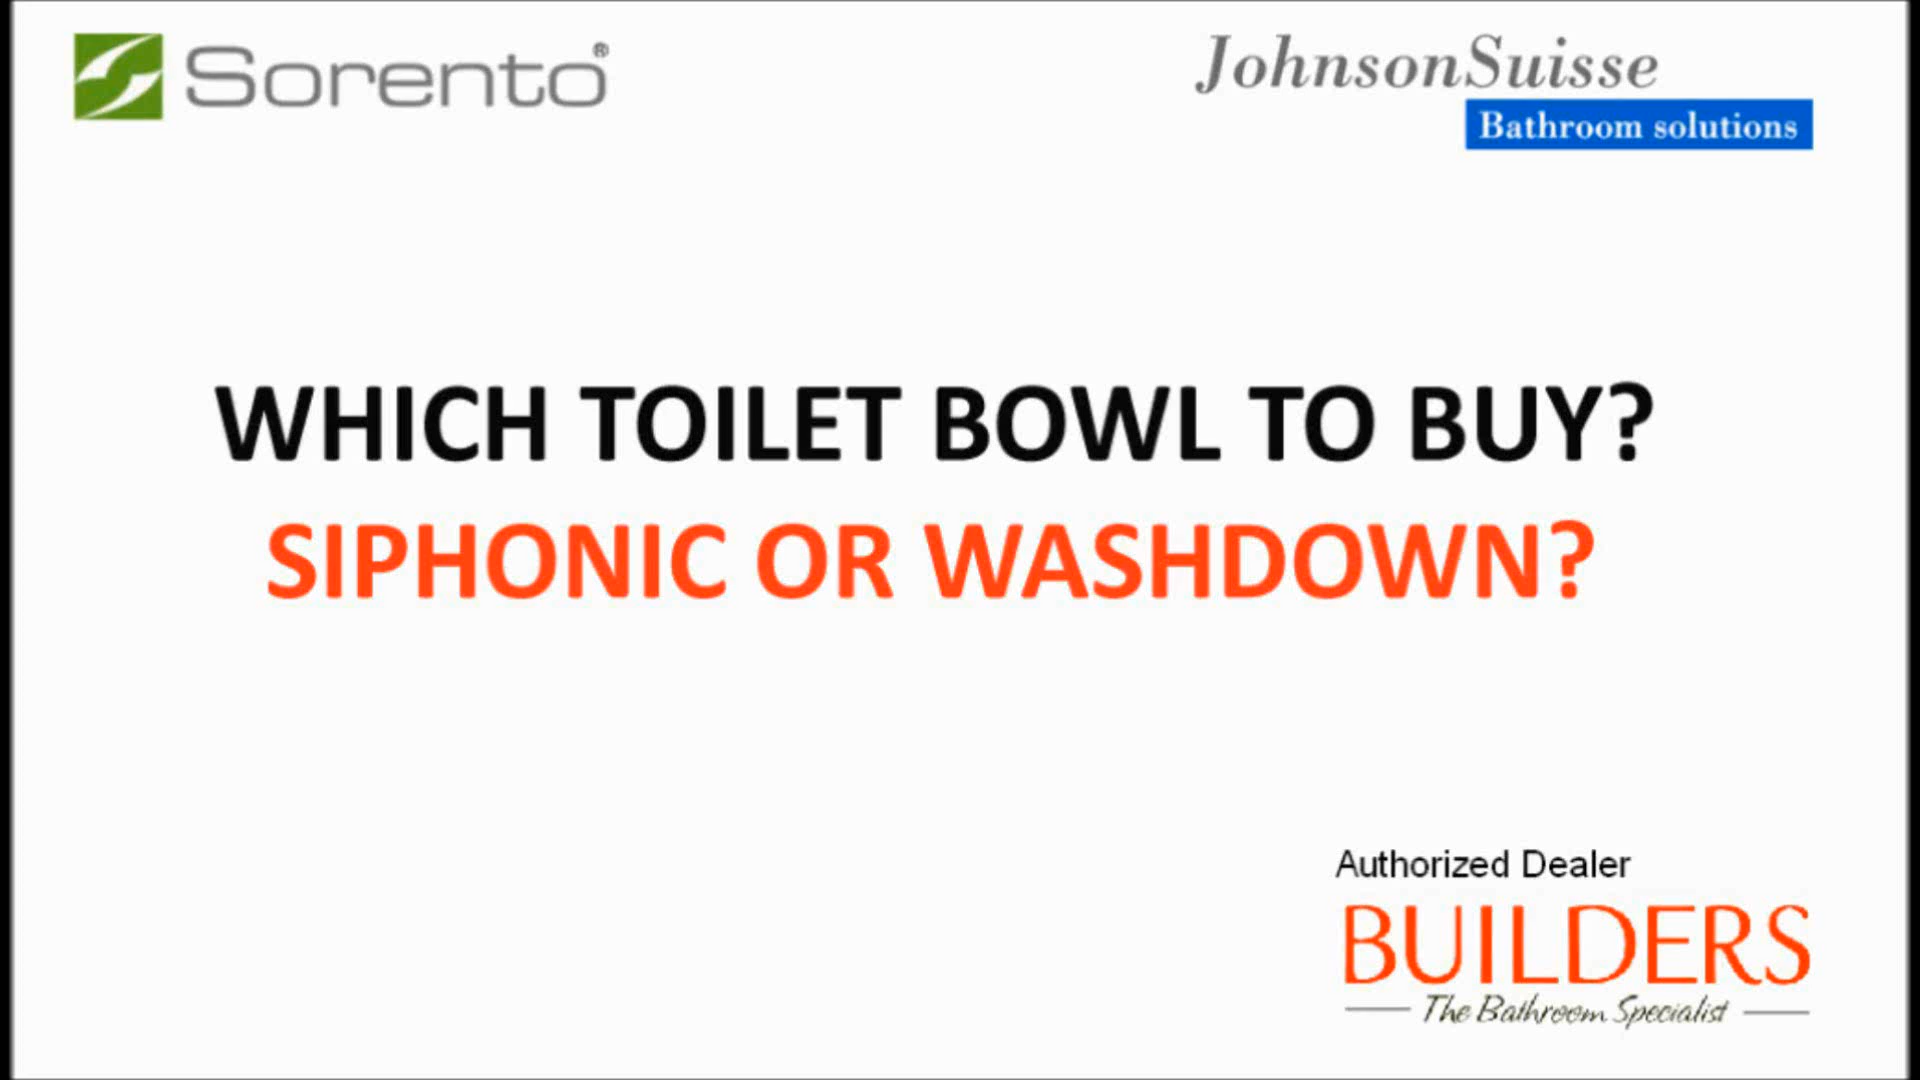 Sorento®
JohnsonSuisse
Bathroom solutions
WHICH TOILET BOWL TO BUY?
SIPHONIC OR WASHDOWN?
Authorized Dealer
BUILDERS
The Bathroom Specialist